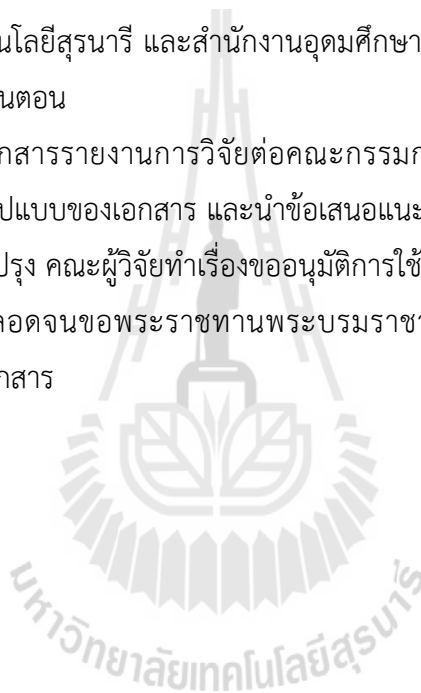 นโลยีสุรนารี และสำนักงานอุดมศึกษา
นตอน
กสารรายงานการวิจัยต่อคณะกรรมก
ปแบบของเอกสาร และนำข้อเสนอแนะ
ปรุง คณะผู้วิจัยทำเรื่องขออนุมัติการใช้
ลอดจนขอพระราชทานพระบรมราชา
กสาร
มหาวิทยาลัยเทคโนโลยีสุรนารี